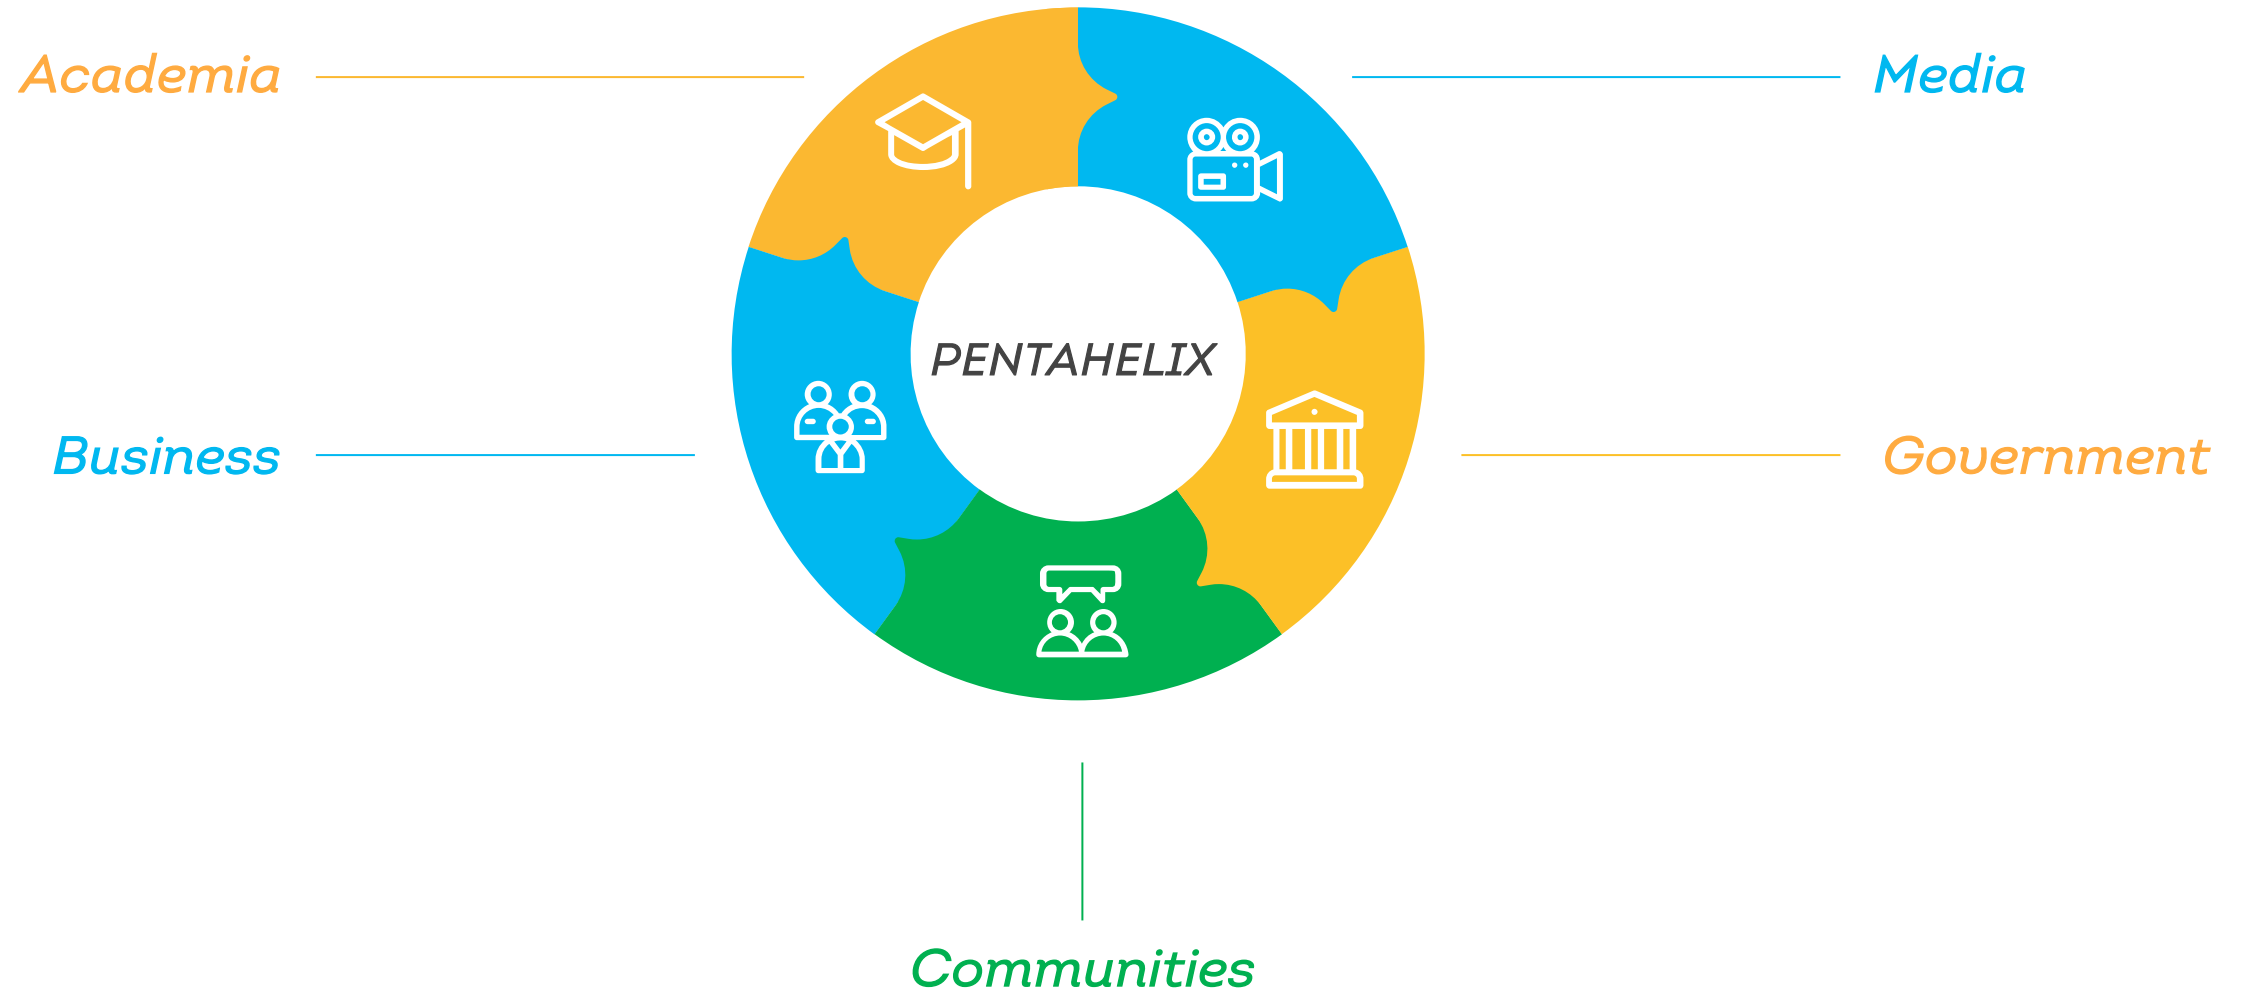 Academia
Media
PENTAHELIX
Business
Government
Communities